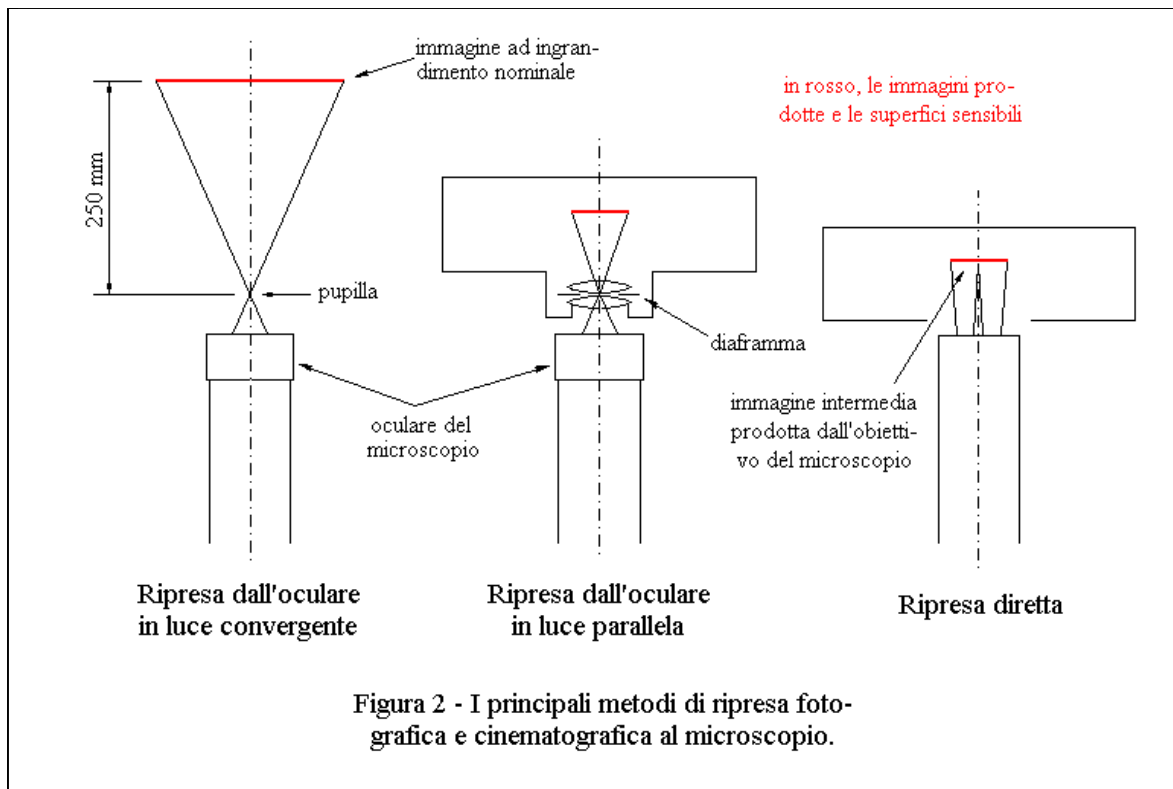 immagine ad ingran-
dimento nominale
in rosso, le immagini pro-
dotte e le superfici sensibili
250 mm
pupilla
diaframma
oculare del
microscopio
immagine intermedia
prodotta dall'obietti-
vo del microscopio
Ripresa dall'oculare
in luce convergente
Ripresa dall'oculare
in luce parallela
Ripresa diretta
Figura 2 - I principali metodi di ripresa foto-
grafica e cinematografica al microscopio.